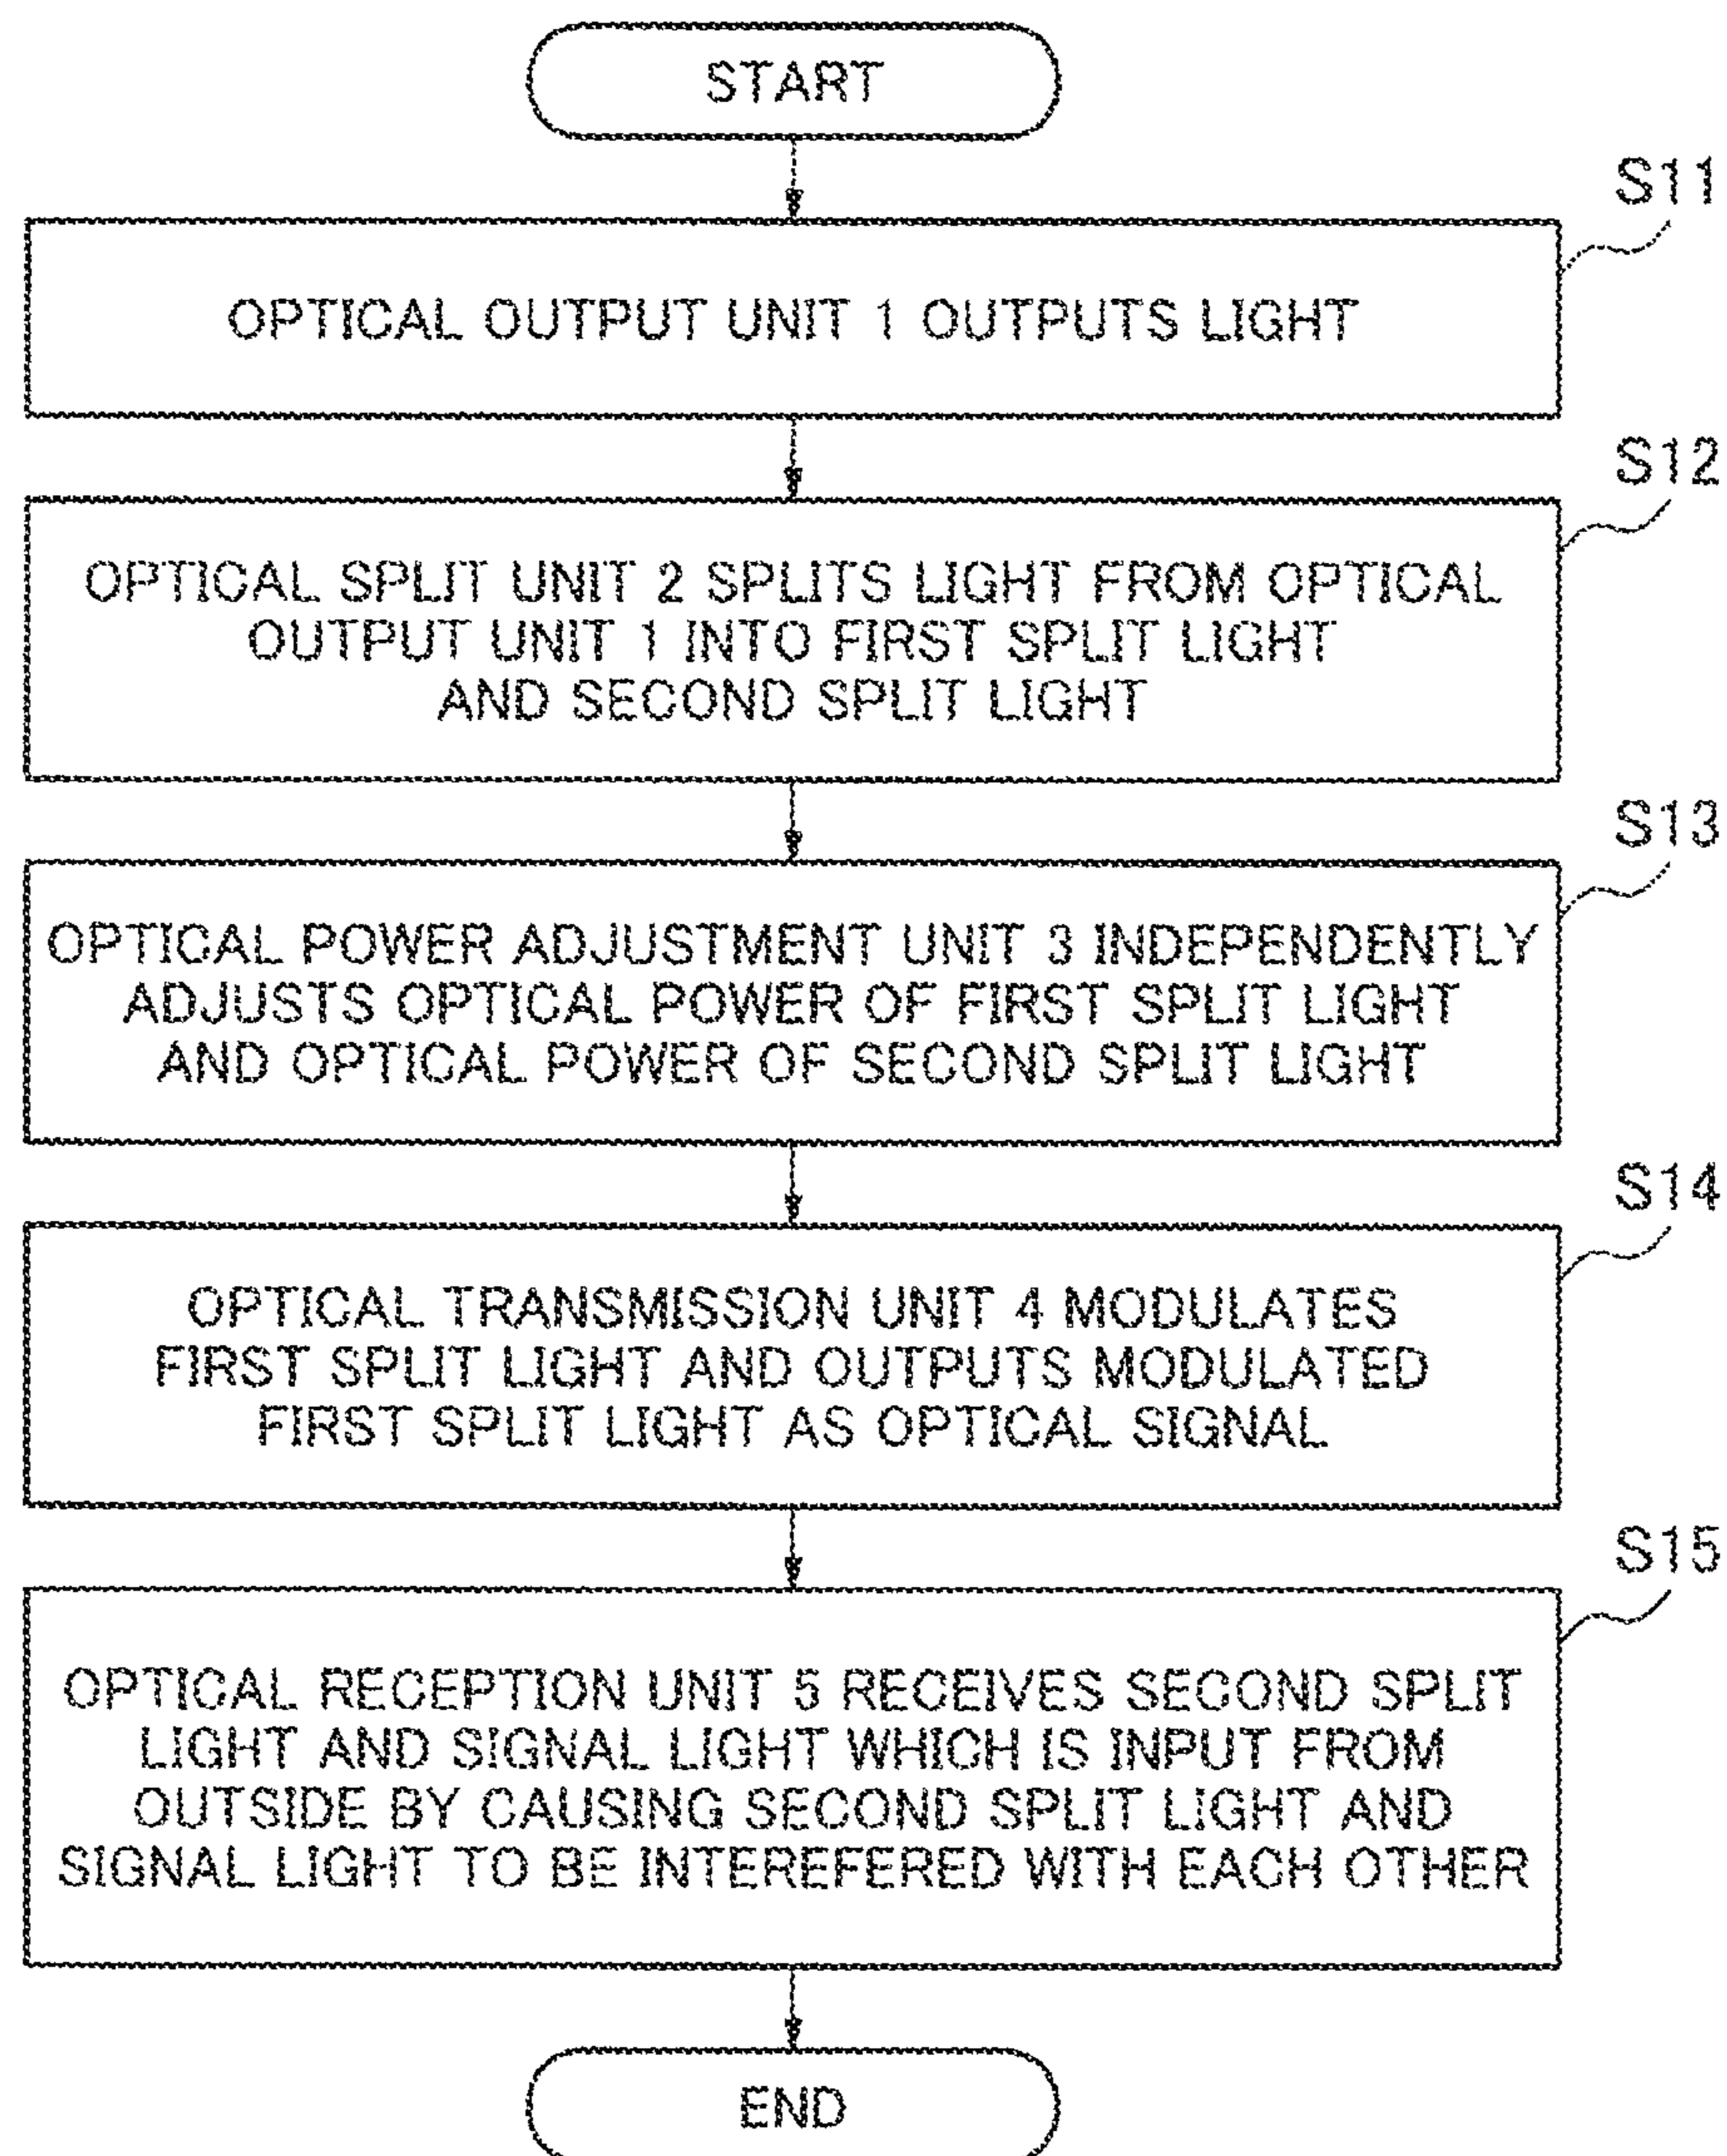 START
S11
OPTICAL OUTPUT UNIT 1 OUTPUTS LIGHT
S12
OPTICAL SPLIT UNIT 2 SPLITS LIGHT FROM OPTICAL
OUTPUT UNIT 1 INTO FIRST SPLIT LIGHT
AND SECOND SPLIT LIGHT
S13
OPTICAL POWER ADJUSTMENT UNIT 3 INDEPENDENTLY
ADJUSTS OPTICAL POWER OF FIRST SPLIT LIGHT
AND OPTICAL POWER OF SECOND SPLIT LIGHT
S14
OPTICAL TRANSMISSION UNIT 4 MODULATES
FIRST SPLIT LIGHT AND OUTPUTS MODULATED
FIRST SPLIT LIGHT AS OPTICAL SIGNAL
S15
OPTICAL RECEPTION UNIT 5 RECEIVES SECOND SPLIT
LIGHT AND SIGNAL LIGHT WHICH IS INPUT FROM
OUTSIDE BY CAUSING SECOND SPLIT LIGHT AND
SIGNAL LIGHT TO BE INTEREFERED WITH EACH OTHER
END